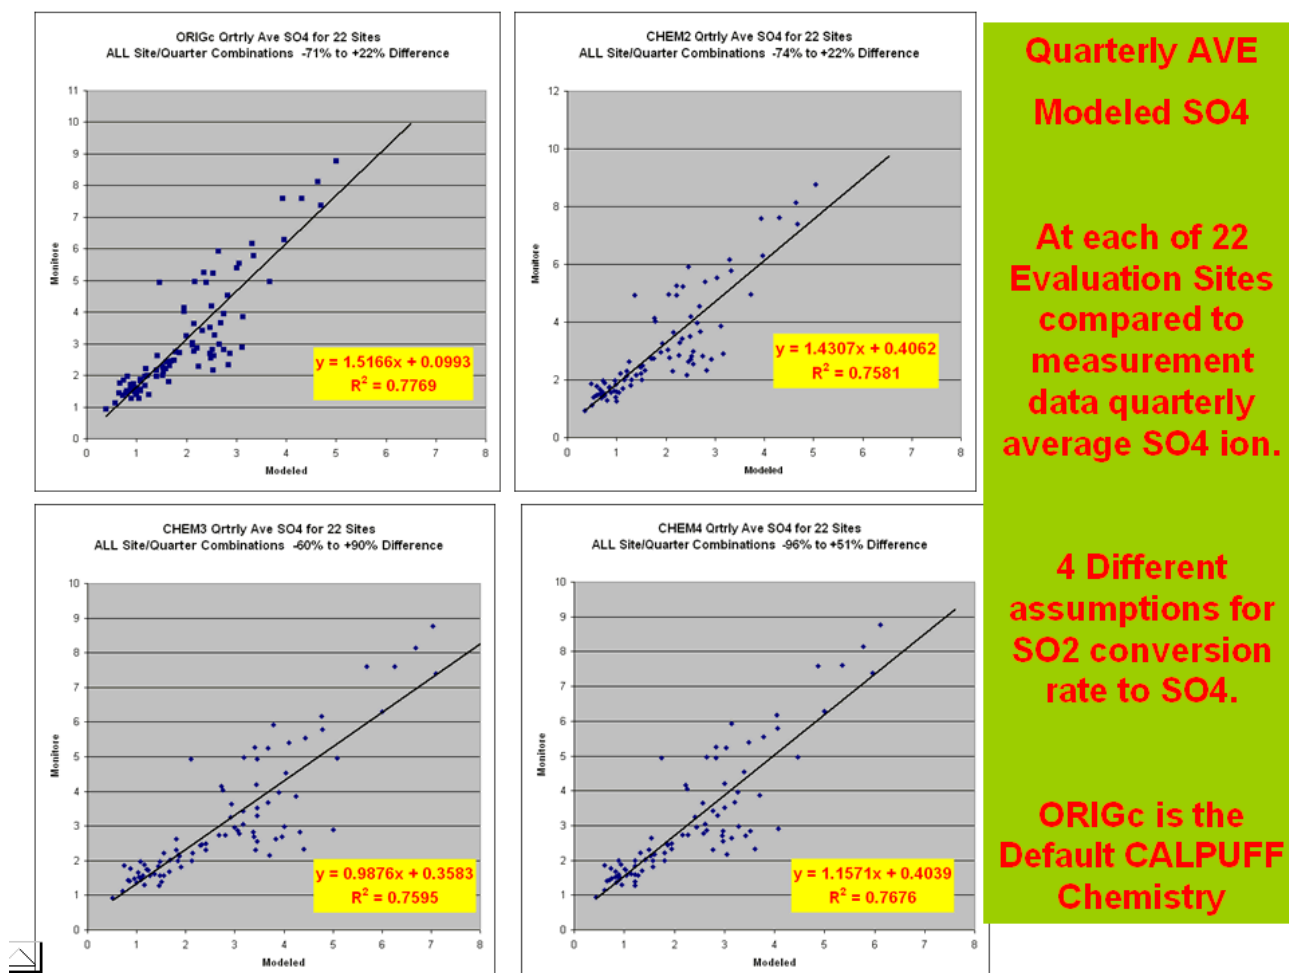 ORIGc Qrtrly Ave SO4 for 22 Sites
ALL Site/Quarter Combinations -71% to +22% Difference
11
10
9
8
7
6
5
4
3
2
1
0
Monitore
y = 1.5166x + 0.0993
R² = 0.7769
0 1 2 3 4 5 6 7 8
Modeled
CHEM2 Qrtrly Ave SO4 for 22 Sites
ALL Site/Quarter Combinations -74% to +22% Difference
12
10
8
6
4
2
0
Monitore
y = 1.4307x + 0.4062
R² = 0.7581
0 1 2 3 4 5 6 7 8
Modeled
CHEM3 Qrtrly Ave SO4 for 22 Sites
ALL Site/Quarter Combinations -60% to +90% Difference
10
9
8
7
6
5
4
3
2
1
0
Monitore
y = 0.9876x + 0.3583
R² = 0.7595
0 1 2 3 4 5 6 7 8
Modeled
CHEM4 Qrtrly Ave SO4 for 22 Sites
ALL Site/Quarter Combinations -96% to +51% Difference
10
9
8
7
6
5
4
3
2
1
0
Monitore
y = 1.1571x + 0.4039
R² = 0.7676
0 1 2 3 4 5 6 7 8
Modeled
Quarterly AVE
Modeled SO4
At each of 22
Evaluation Sites
compared to
measurement
data quarterly
average SO4 ion.
4 Different
assumptions for
SO2 conversion
rate to SO4.
ORIGc is the
Default CALPUFF
Chemistry